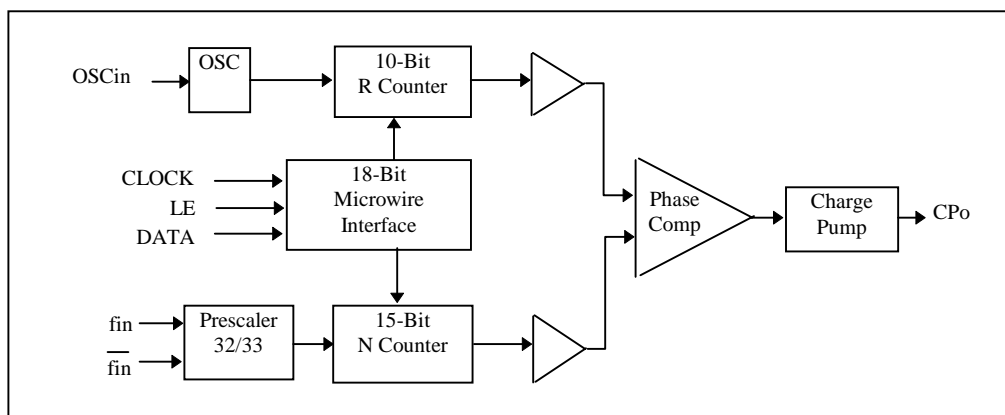 OSCin
OSC
10-Bit
R Counter
CLOCK
LE
DATA
18-Bit
Microwire
Interface
Phase
Comp
Charge
Pump
CPo
fin
fin
Prescaler
32/33
15-Bit
N Counter